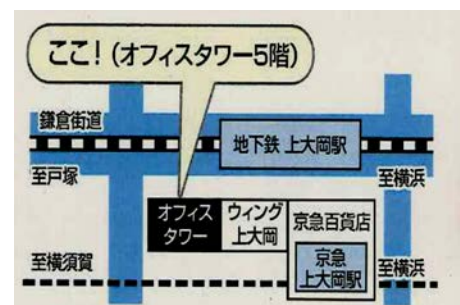 ここ！（オフィスタワー5階）
鎌倉街道
地下鉄 上大岡駅
至戸塚
至横浜
オフィス
タワー
ウィング
上大岡
京急百貨店
京急
上大岡駅
至横須賀
至横浜